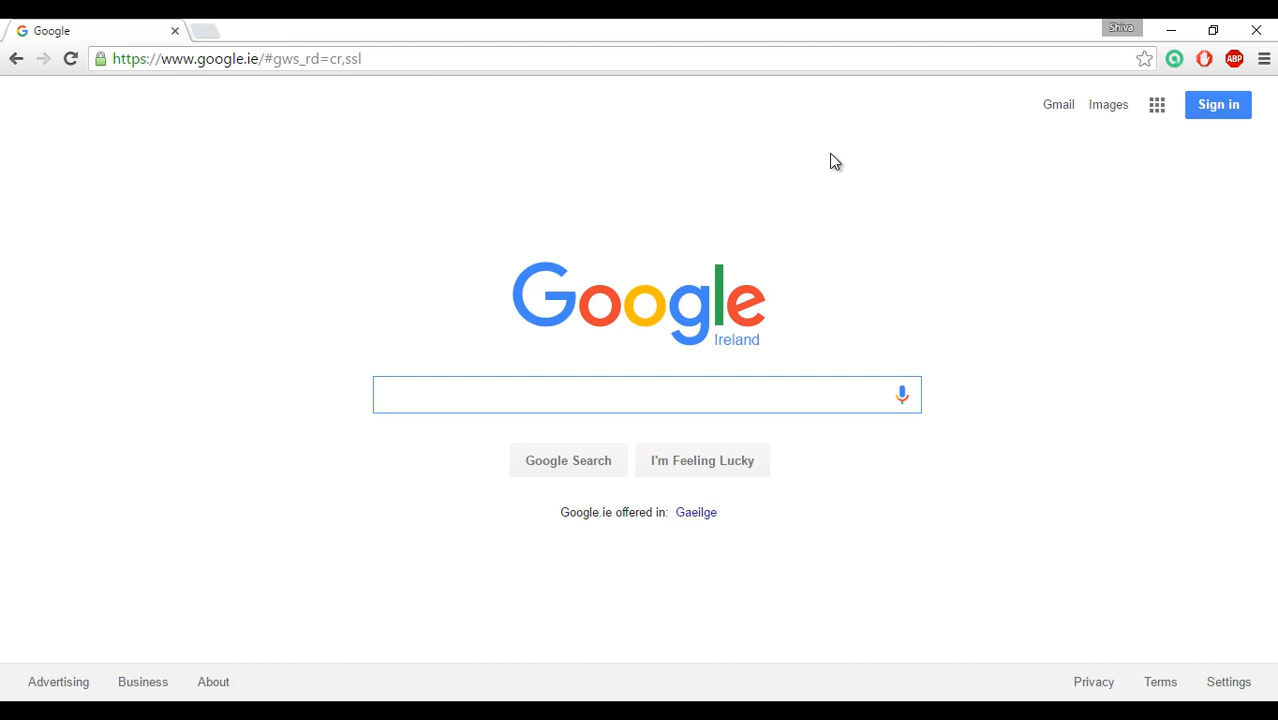 Google
Shiva
https://www.google.ie/#gws_rd=cr,ssl
ABP
Gmail Images Sign in
Google
Ireland
Google Search I'm Feeling Lucky
Google.ie offered in: Gaeilge
Advertising Business About Privacy Terms Settings